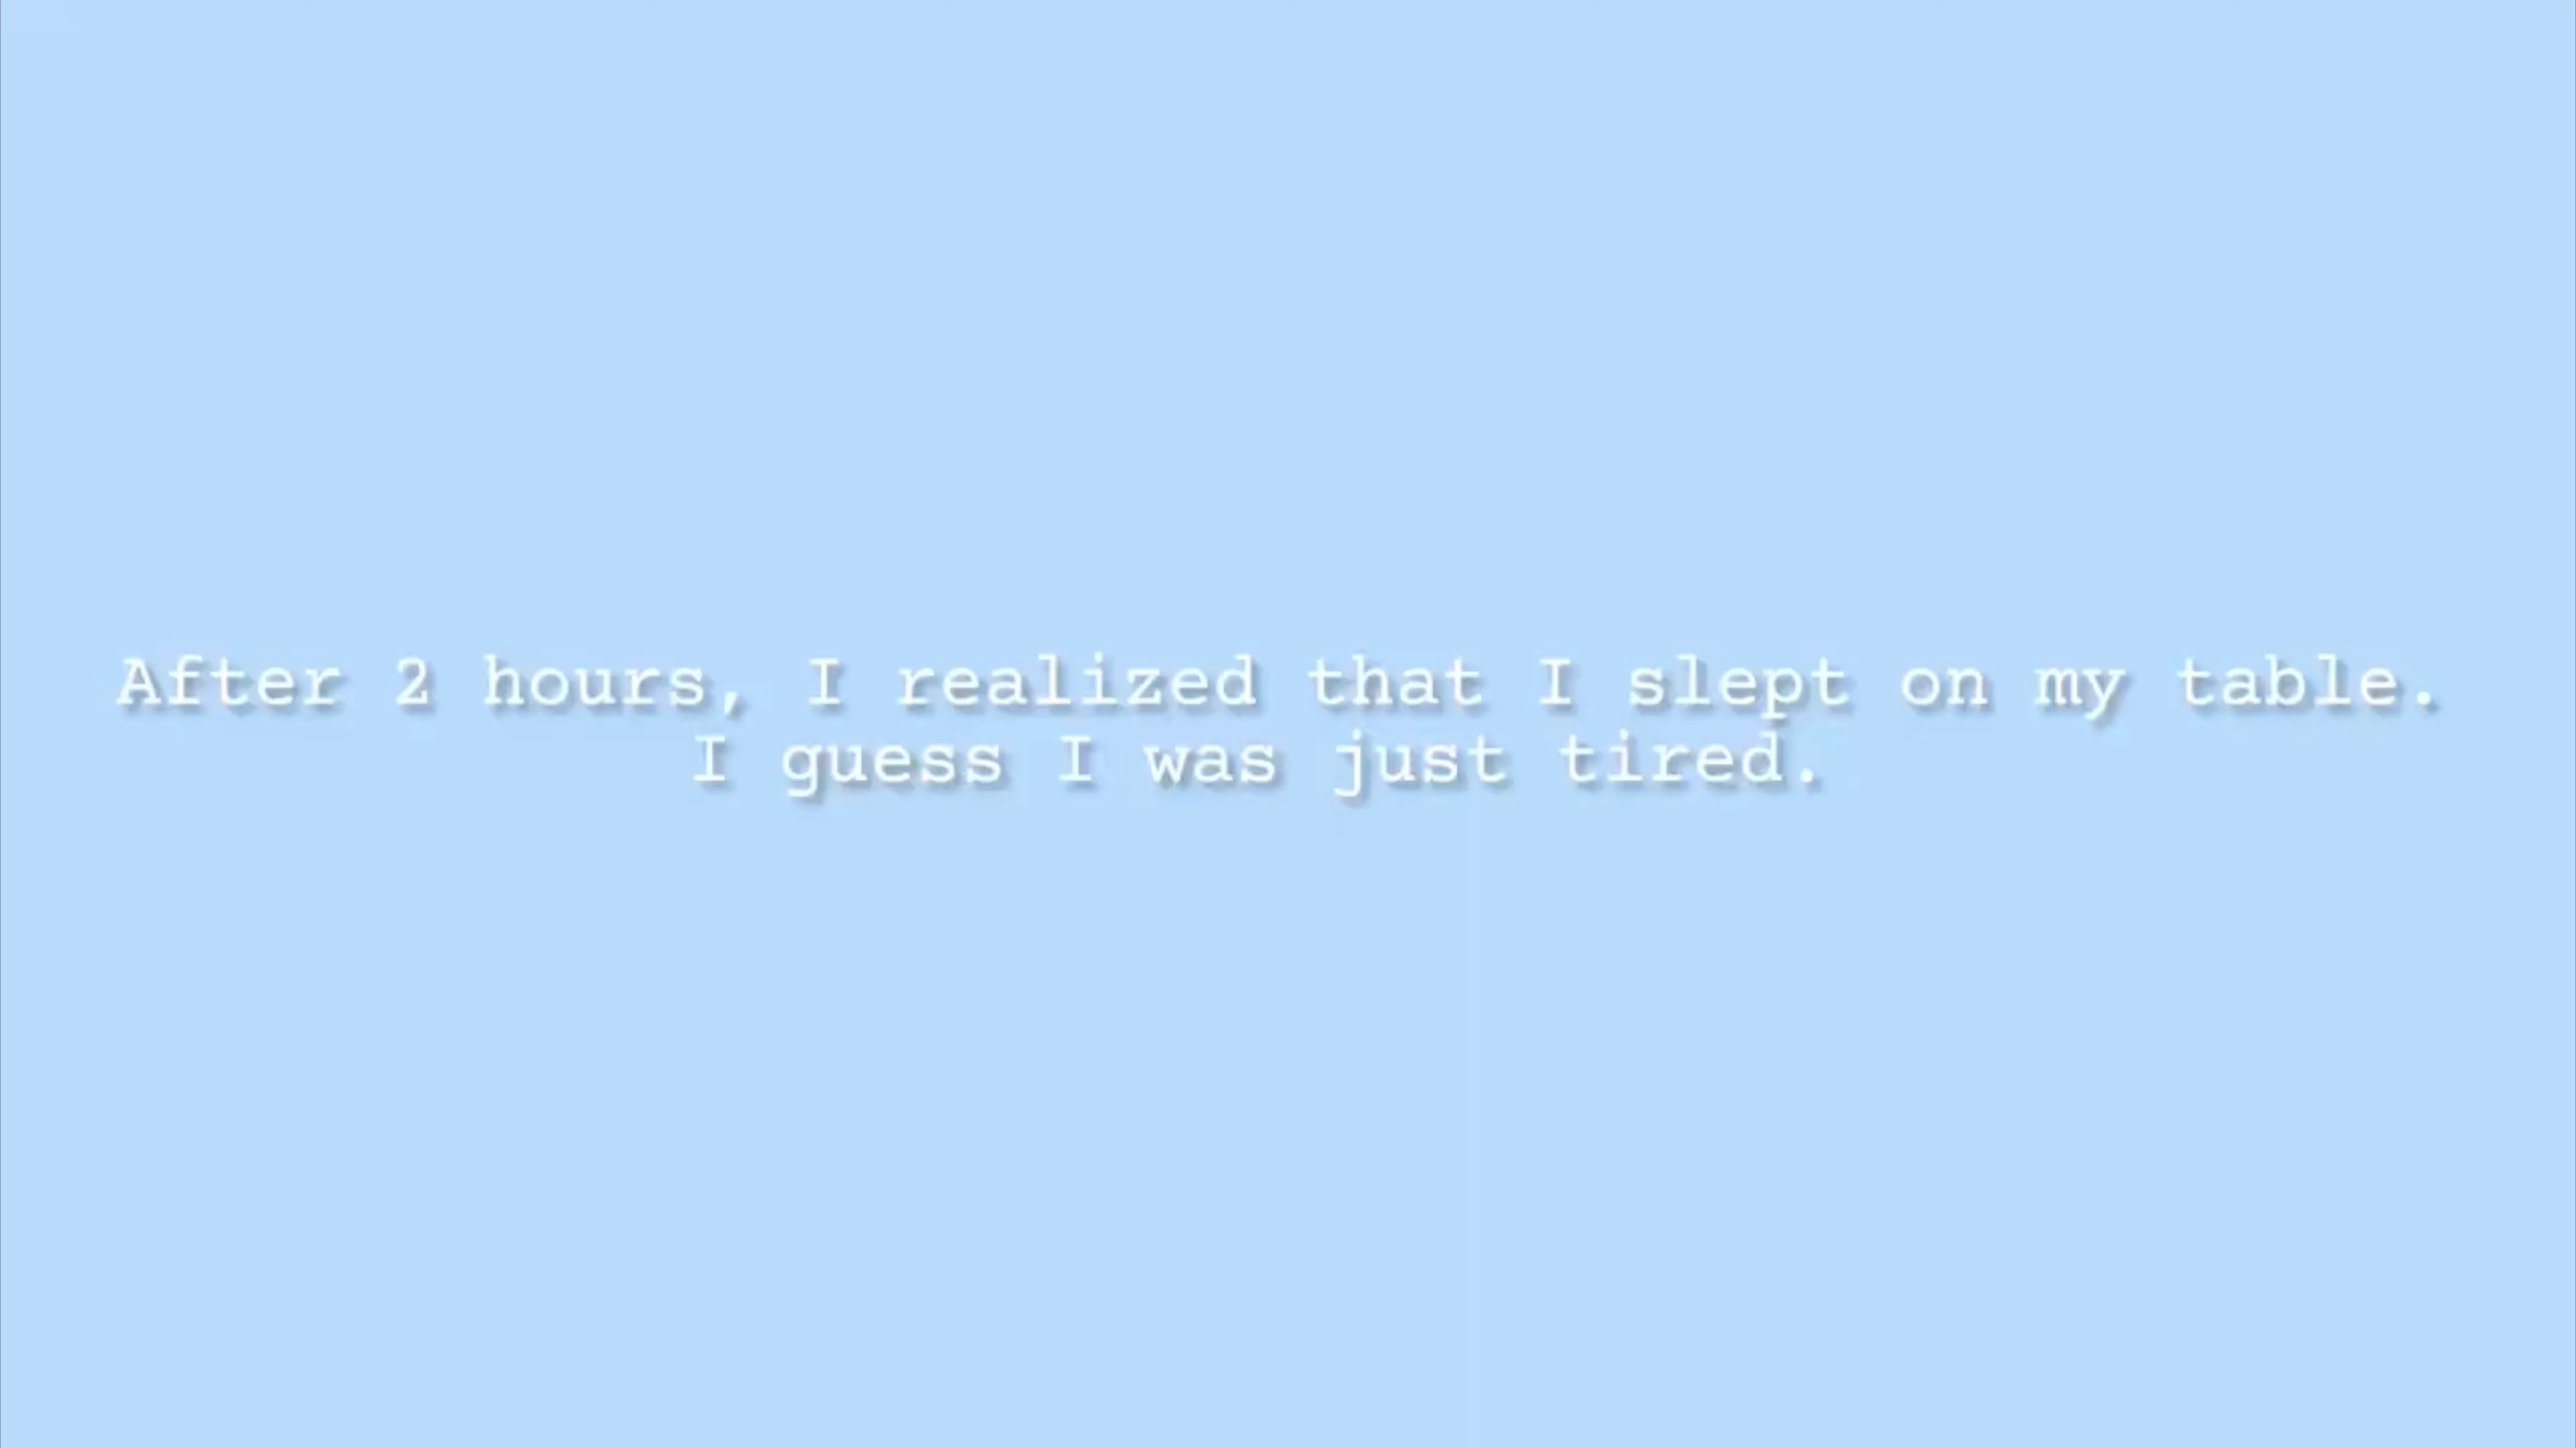 After 2 hours, I realized that I slept on my table.
I guess I was just tired.